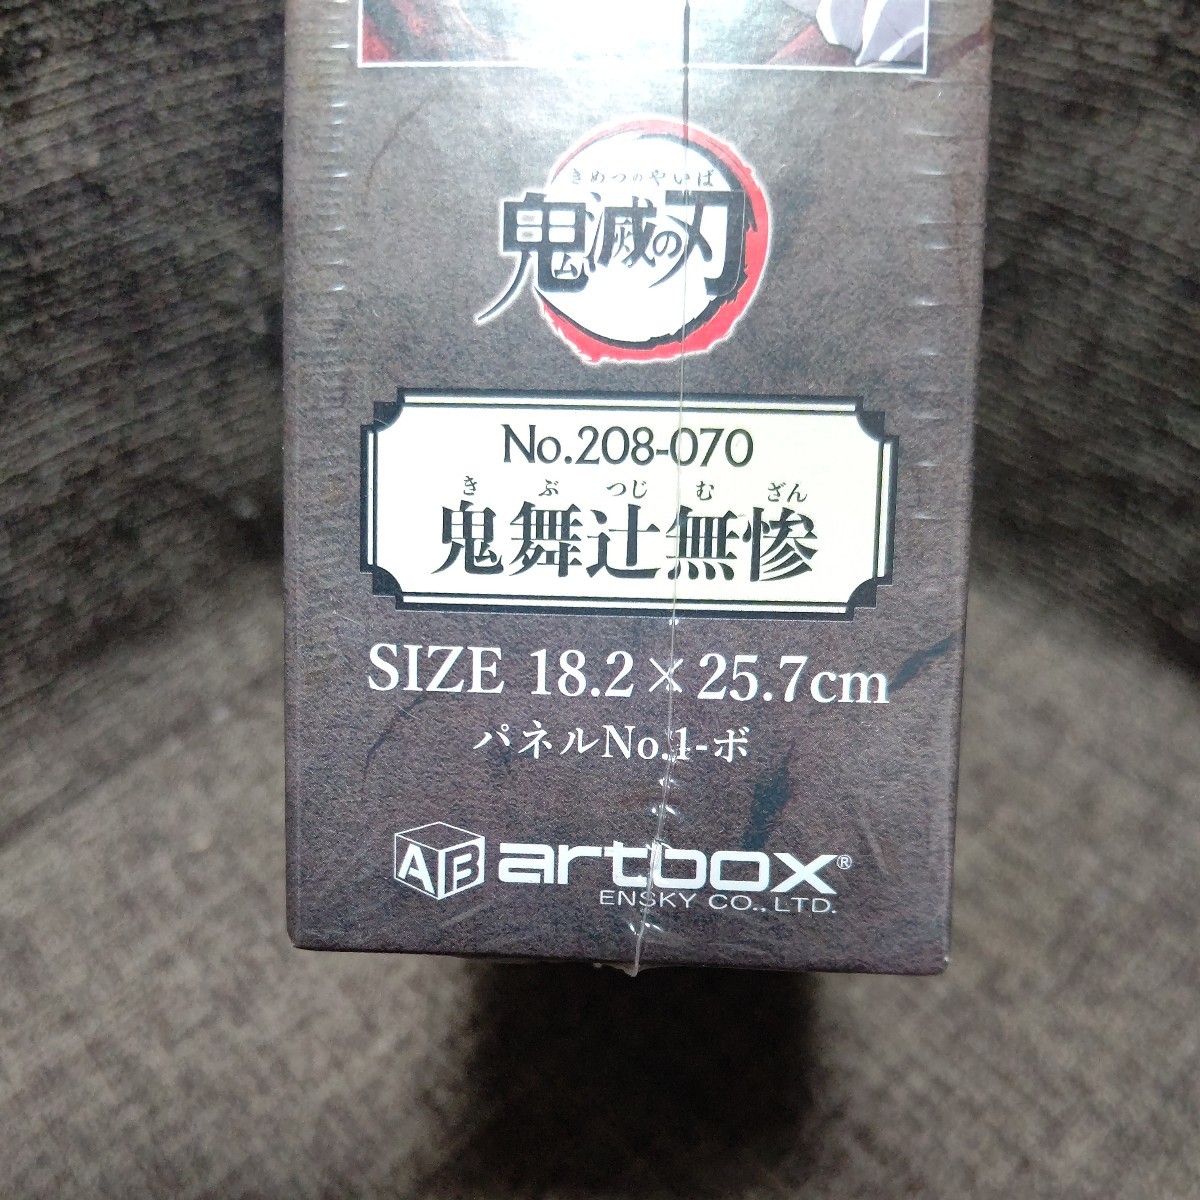 きめつのやいば
鬼滅の刃
No.208-070
き ぶ つじ む ざん
鬼舞辻無惨
SIZE 18.2×25.7cm
パネルNo.1-ボ
AB artbox®
ENSKY CO., LTD.